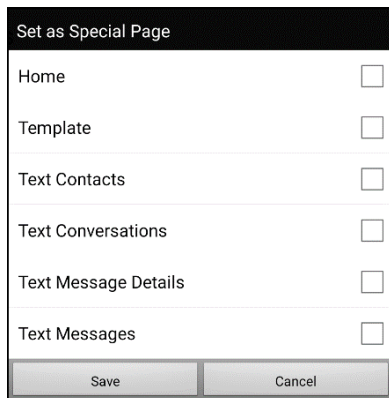 Set as Special Page
Home
Template
Text Contacts
Text Conversations
Text Message Details
Text Messages
Save Cancel